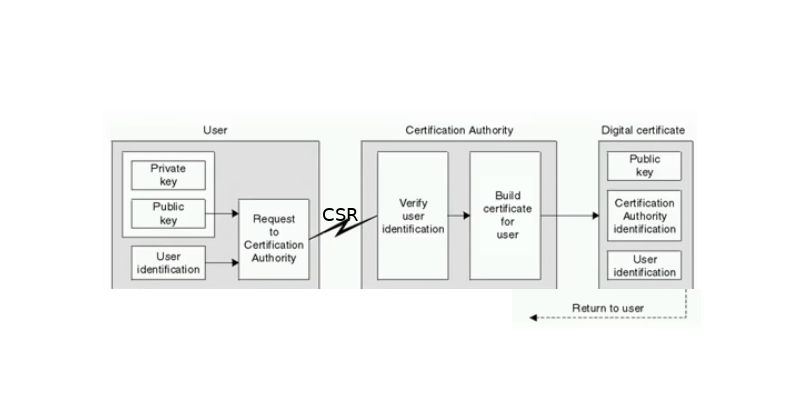 User
Certification Authority
Digital certificate
Private
key
Public
key
User
identification
Request
to
Certification
Authority
CSR
Verify
user
identification
Build
certificate
for
user
Public
key
Certification
Authority
identification
User
identification
Return to user